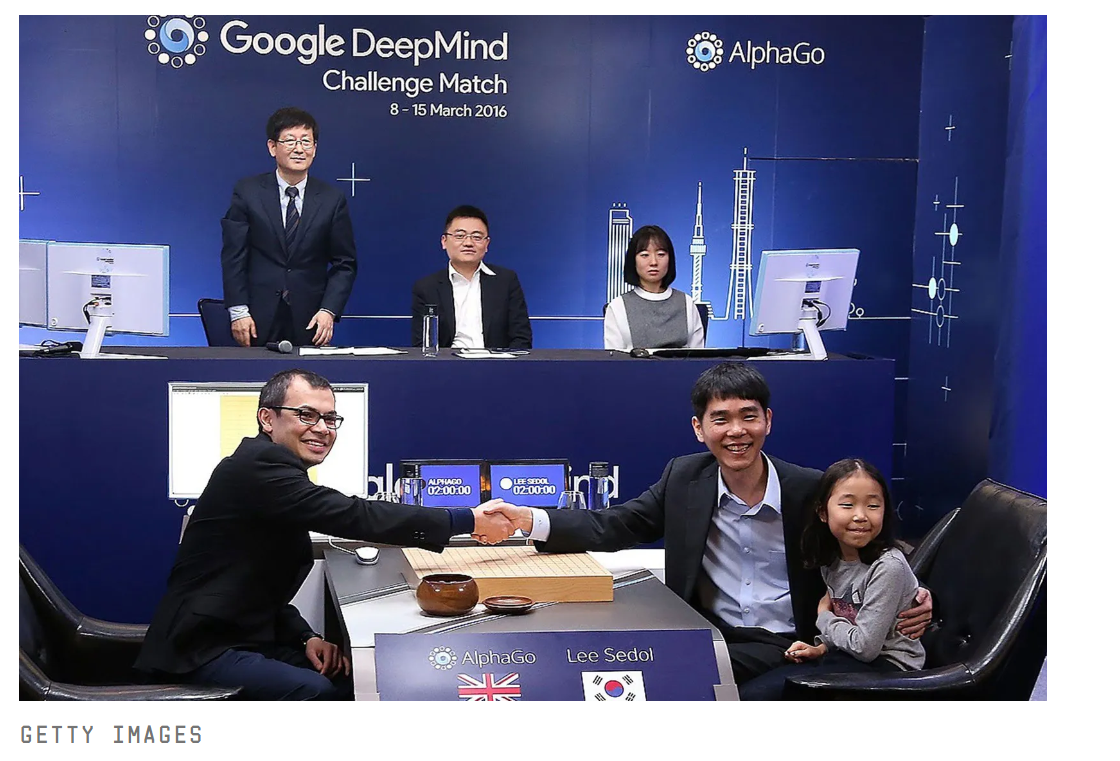 Google DeepMind
Challenge Match
8 - 15 March 2016
AlphaGo
ALPHAGO
02:00:00
LEE SEDOL
02:00:00
AlphaGo
Lee Sedol
GETTY IMAGES